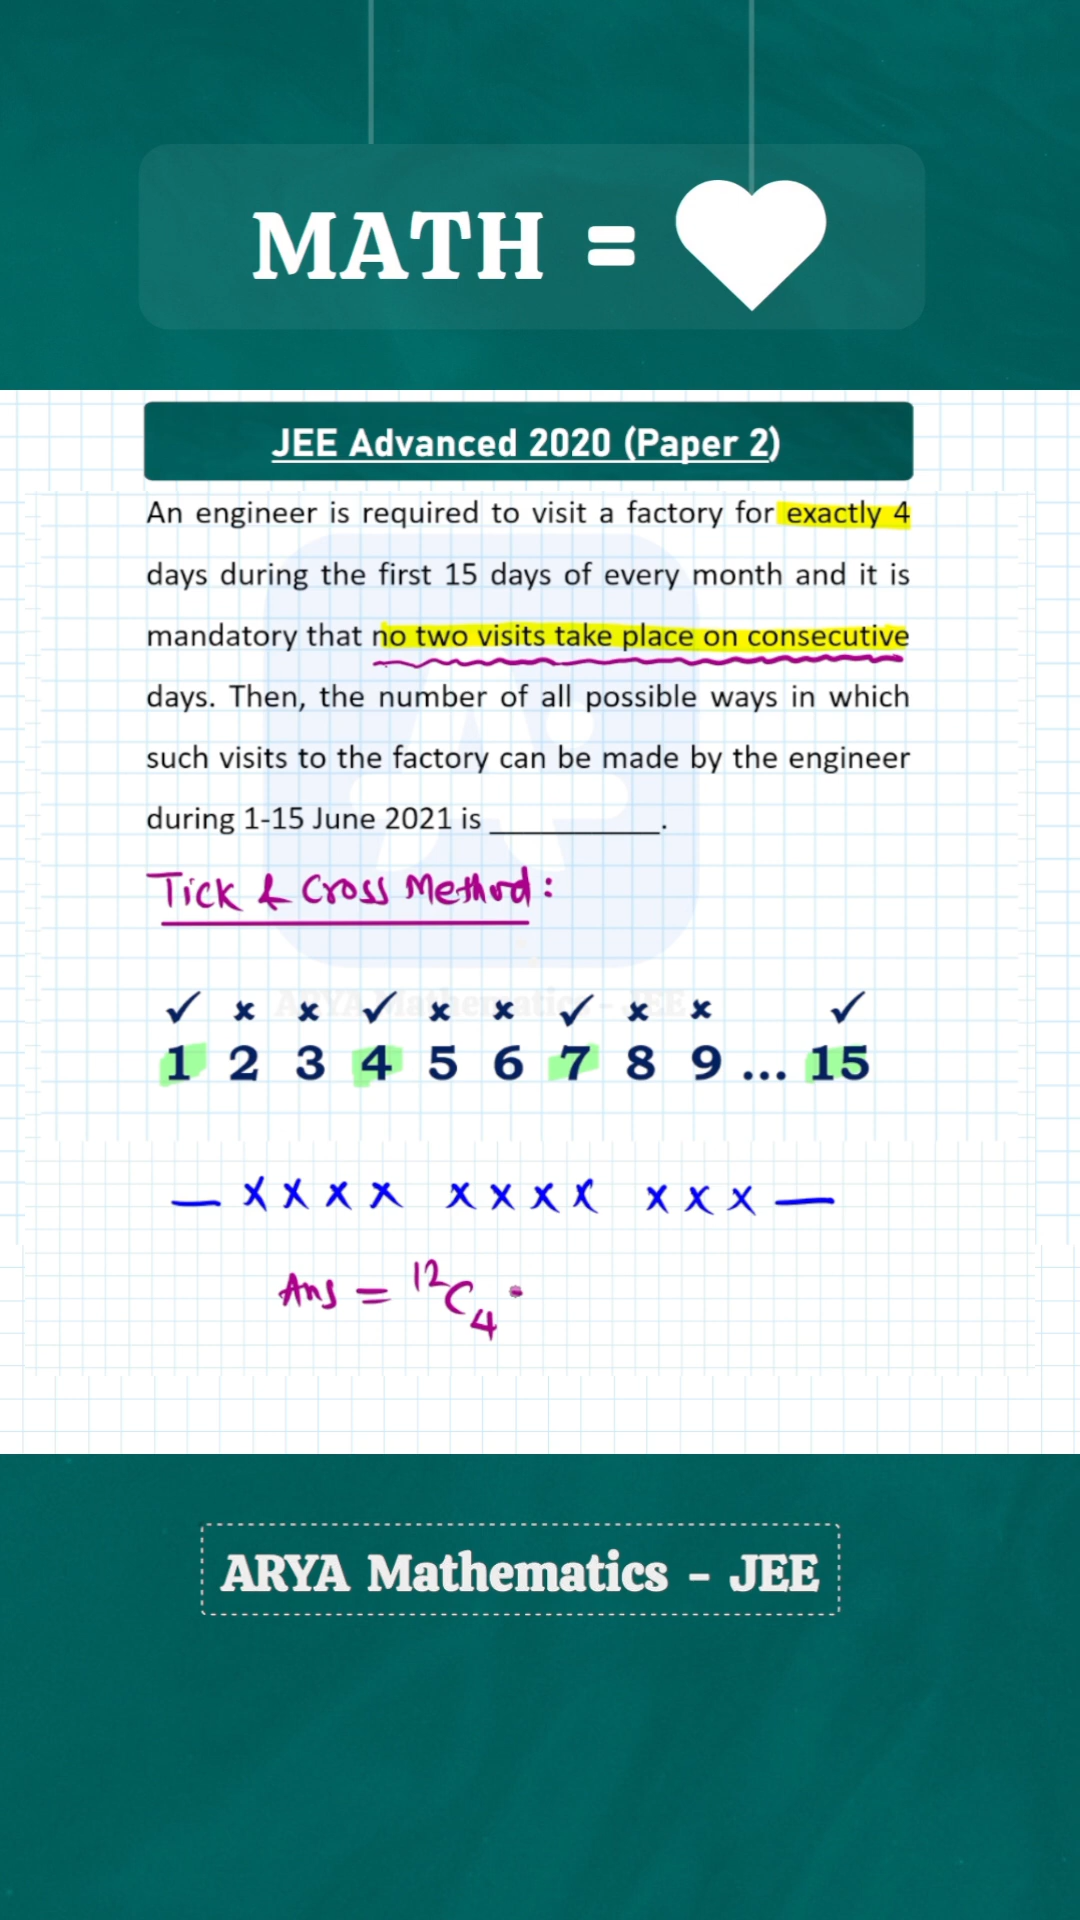 MATH =
JEE Advanced 2020 (Paper 2)
An engineer is required to visit a factory for exactly 4
days during the first 15 days of every month and it is
mandatory that no two visits take place on consecutive
days. Then, the number of all possible ways in which
such visits to the factory can be made by the engineer
during 1-15 June 2021 is __________.
Tick & Cross Method:
ARYA Mathematics - JEE
✓ × × ✓ × × ✓ × × ✓
1 2 3 4 5 6 7 8 9 ... 15
— x x x x x x x x x x x —
Ans = ¹²C₄
ARYA Mathematics - JEE